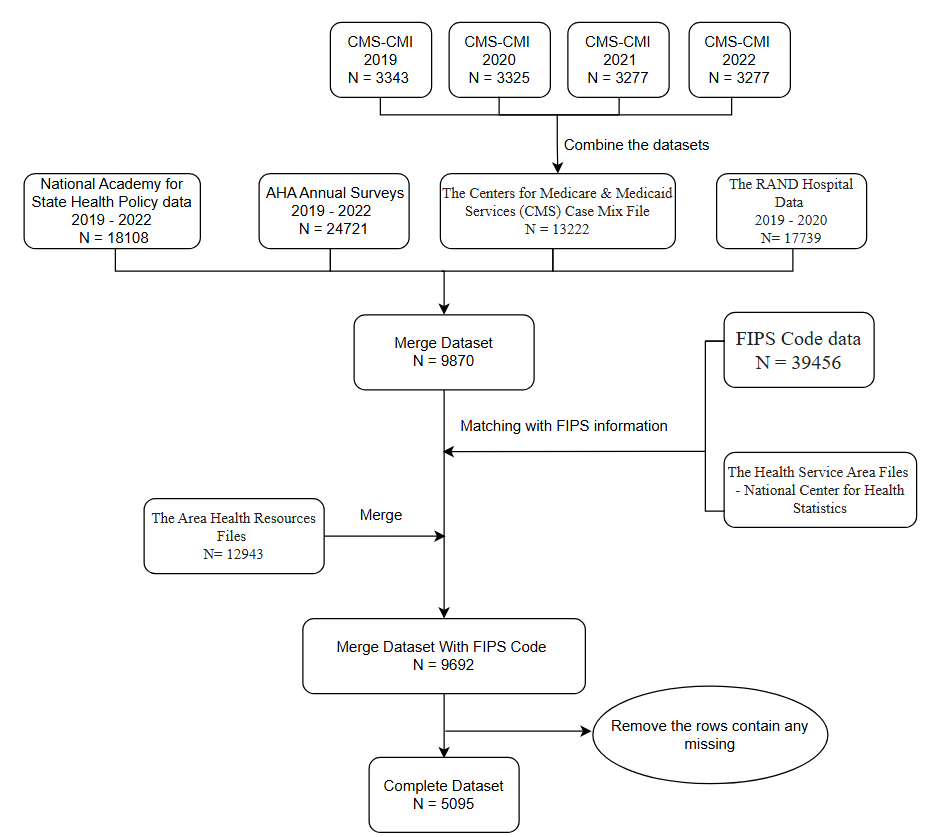 CMS-CMI
2019
N = 3343
CMS-CMI
2020
N = 3325
CMS-CMI
2021
N = 3277
CMS-CMI
2022
N = 3277
Combine the datasets
National Academy for
State Health Policy data
2019 - 2022
N = 18108
AHA Annual Surveys
2019 - 2022
N = 24721
The Centers for Medicare & Medicaid
Services (CMS) Case Mix File
N = 13222
The RAND Hospital
Data
2019 - 2020
N= 17739
Merge Dataset
N = 9870
FIPS Code data
N = 39456
Matching with FIPS information
The Health Service Area Files
- National Center for Health
Statistics
The Area Health Resources
Files
N= 12943
Merge
Merge Dataset With FIPS Code
N = 9692
Remove the rows contain any
missing
Complete Dataset
N = 5095